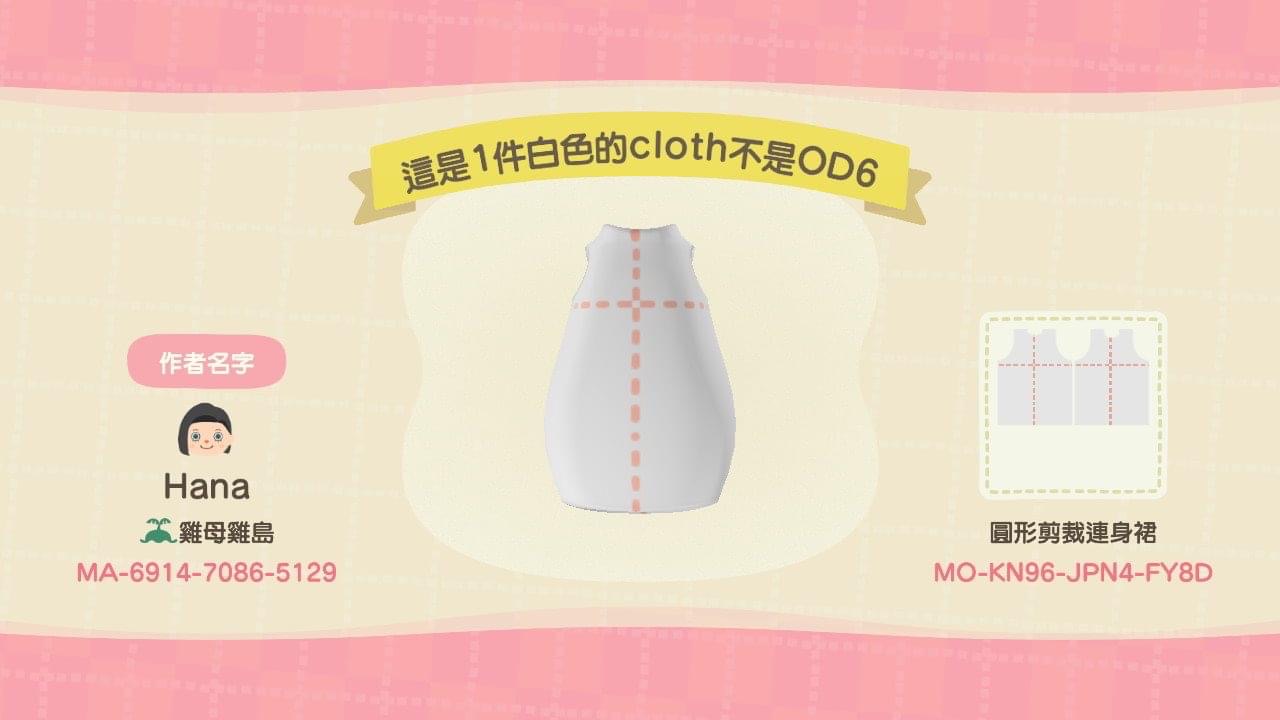 這是1件白色的cloth不是OD6
作者名字
Hana
雞母雞島
MA-6914-7086-5129
圓形剪裁連身裙
MO-KN96-JPN4-FY8D